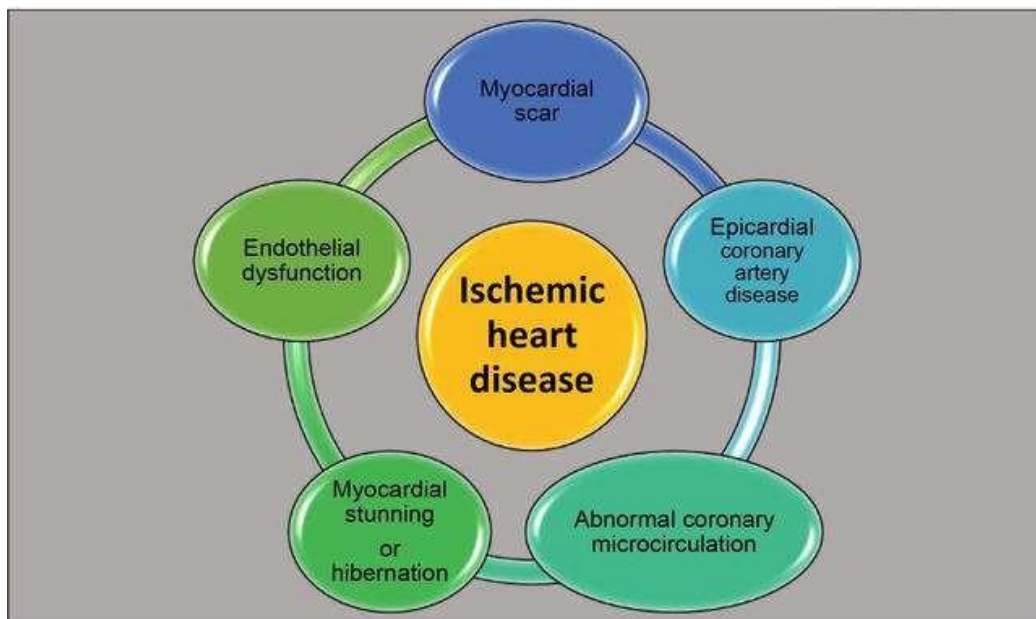 Myocardial
scar
Epicardial
coronary
artery
disease
Abnormal coronary
microcirculation
Myocardial
stunning
or
hibernation
Endothelial
dysfunction
Ischemic
heart
disease